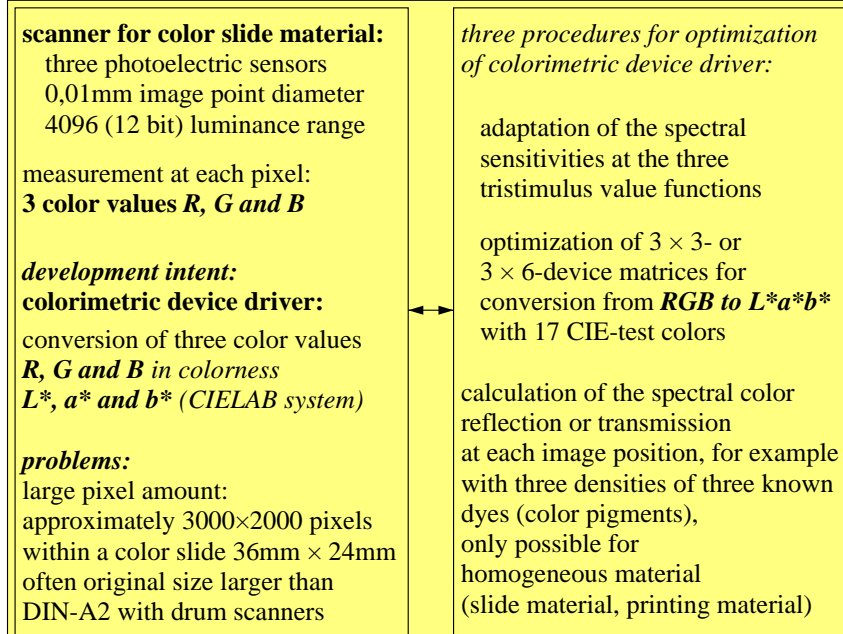 scanner for color slide material:
three photoelectric sensors
0,01mm image point diameter
4096 (12 bit) luminance range
measurement at each pixel:
3 color values R, G and B
development intent:
colorimetric device driver:
conversion of three color values
R, G and B in colorness
L*, a* and b* (CIELAB system)
problems:
large pixel amount:
approximately 3000×2000 pixels
within a color slide 36mm × 24mm
often original size larger than
DIN-A2 with drum scanners
three procedures for optimization
of colorimetric device driver:
adaptation of the spectral
sensitivities at the three
tristimulus value functions
optimization of 3 × 3- or
3 × 6-device matrices for
conversion from RGB to L*a*b*
with 17 CIE-test colors
calculation of the spectral color
reflection or transmission
at each image position, for example
with three densities of three known
dyes (color pigments),
only possible for
homogeneous material
(slide material, printing material)